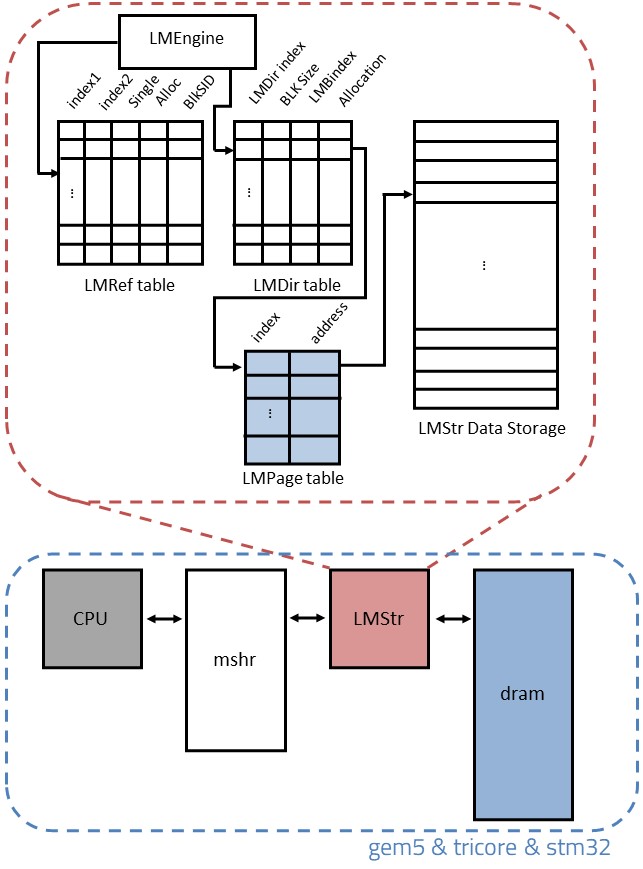 LMEngine
index1
index2
Single
Alloc
BlkSID
LMDir index
BLK Size
LMBindex
Allocation
⋮
⋮
⋮
LMRef table
LMDir table
index
address
⋮
LMStr Data Storage
LMPage table
CPU
mshr
LMStr
dram
gem5 & tricore & stm32